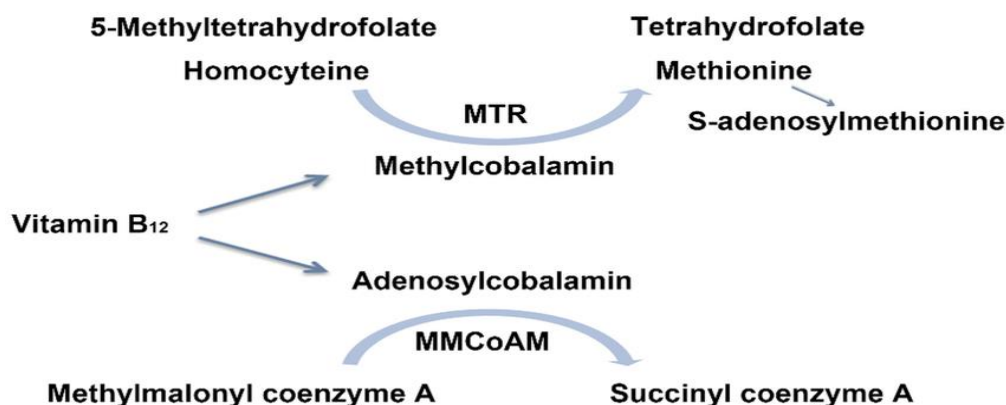 5-Methyltetrahydrofolate Tetrahydrofolate
Homocyteine Methionine
MTR S-adenosylmethionine
Methylcobalamin
Vitamin B₁₂
Adenosylcobalamin
MMCoAM
Methylmalonyl coenzyme A Succinyl coenzyme A